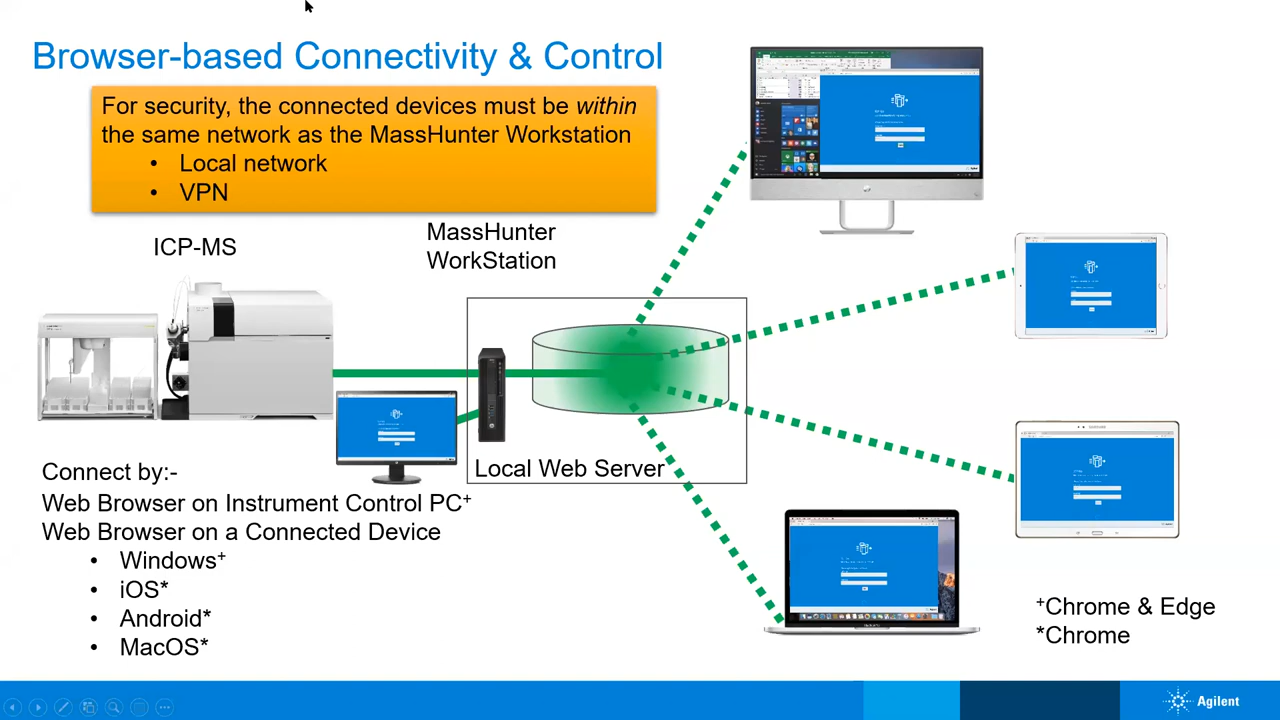 Browser-based Connectivity & Control
For security, the connected devices must be within
the same network as the MassHunter Workstation
• Local network
• VPN
ICP-MS
MassHunter
WorkStation
Local Web Server
Connect by:-
Web Browser on Instrument Control PC+
Web Browser on a Connected Device
• Windows+
• iOS*
• Android*
• MacOS*
+Chrome & Edge
*Chrome
Agilent